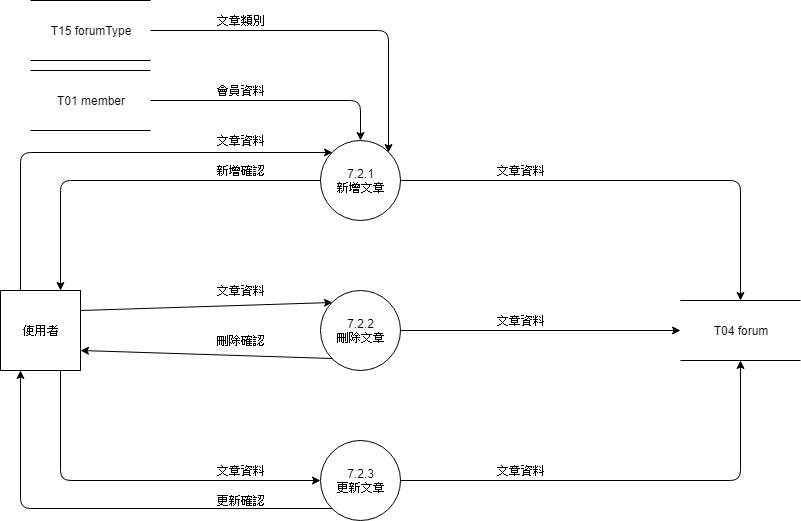 文章類別
T15 forumType
會員資料
T01 member
文章資料
新增確認
7.2.1
新增文章
文章資料
文章資料
使用者
7.2.2
刪除文章
文章資料
T04 forum
刪除確認
文章資料
7.2.3
更新文章
文章資料
更新確認